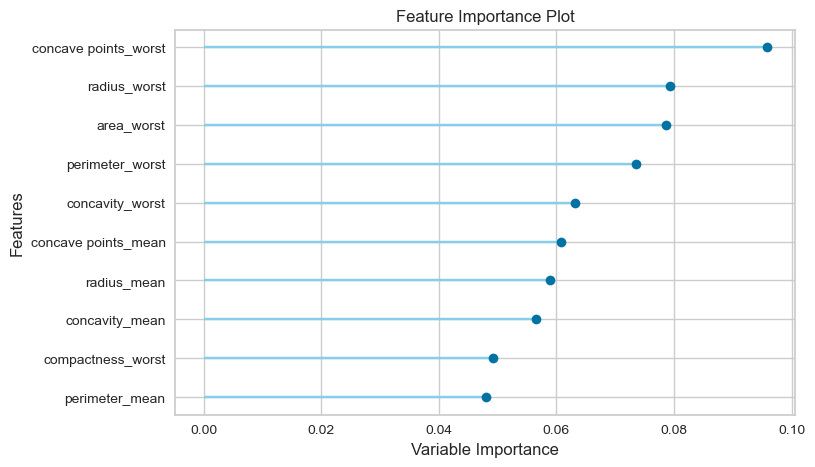 Feature Importance Plot
Features
concave points_worst
radius_worst
area_worst
perimeter_worst
concavity_worst
concave points_mean
radius_mean
concavity_mean
compactness_worst
perimeter_mean
0.00 0.02 0.04 0.06 0.08 0.10
Variable Importance